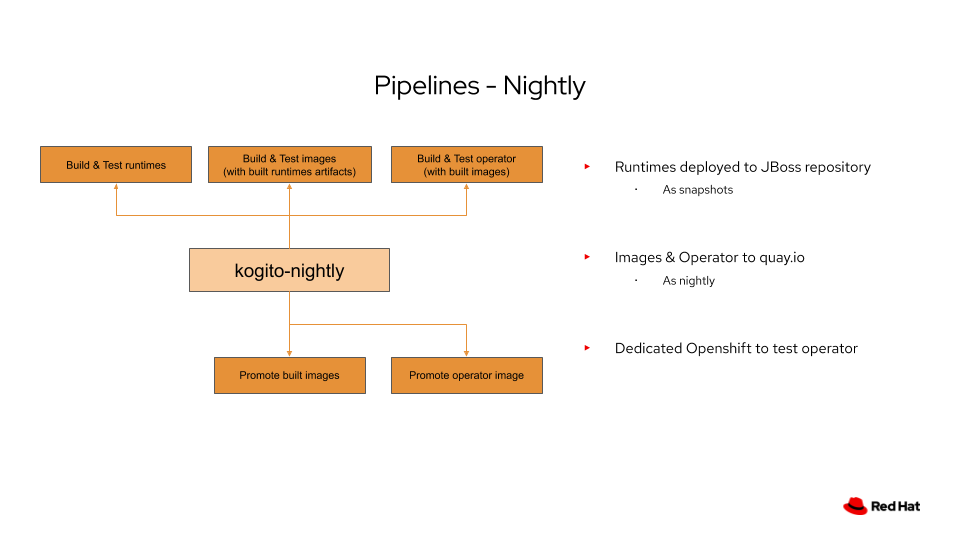 Pipelines - Nightly
Build & Test runtimes
Build & Test images
(with built runtimes artifacts)
Build & Test operator
(with built images)
kogito-nightly
Promote built images
Promote operator image
Runtimes deployed to JBoss repository
As snapshots
Images & Operator to quay.io
As nightly
Dedicated Openshift to test operator
Red Hat